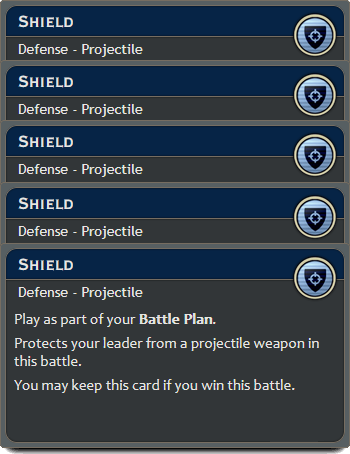 Shield
Defense - Projectile
Shield
Defense - Projectile
Shield
Defense - Projectile
Shield
Defense - Projectile
Shield
Defense - Projectile
Play as part of your Battle Plan.
Protects your leader from a projectile weapon in
this battle.
You may keep this card if you win this battle.